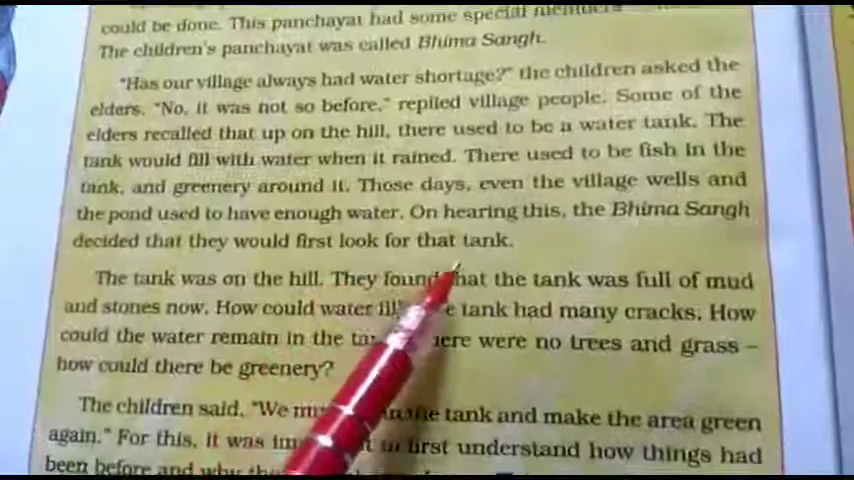 could be done. This panchayat had some special members
The children's panchayat was called Bhima Sangh.
"Has our village always had water shortage?" the children asked the
elders. "No, it was not so before," replied village people. Some of the
elders recalled that up on the hill, there used to be a water tank. The
tank would fill with water when it rained. There used to be fish in the
tank, and greenery around it. Those days, even the village wells and
the pond used to have enough water. On hearing this, the Bhima Sangh
decided that they would first look for that tank.
The tank was on the hill. They found that the tank was full of mud
and stones now. How could water fill tank had many cracks. How
could the water remain in the were no trees and grass –
how could there be greenery?
The children said, "We the tank and make the area green
again." For this, it was first understand how things had
been before and why